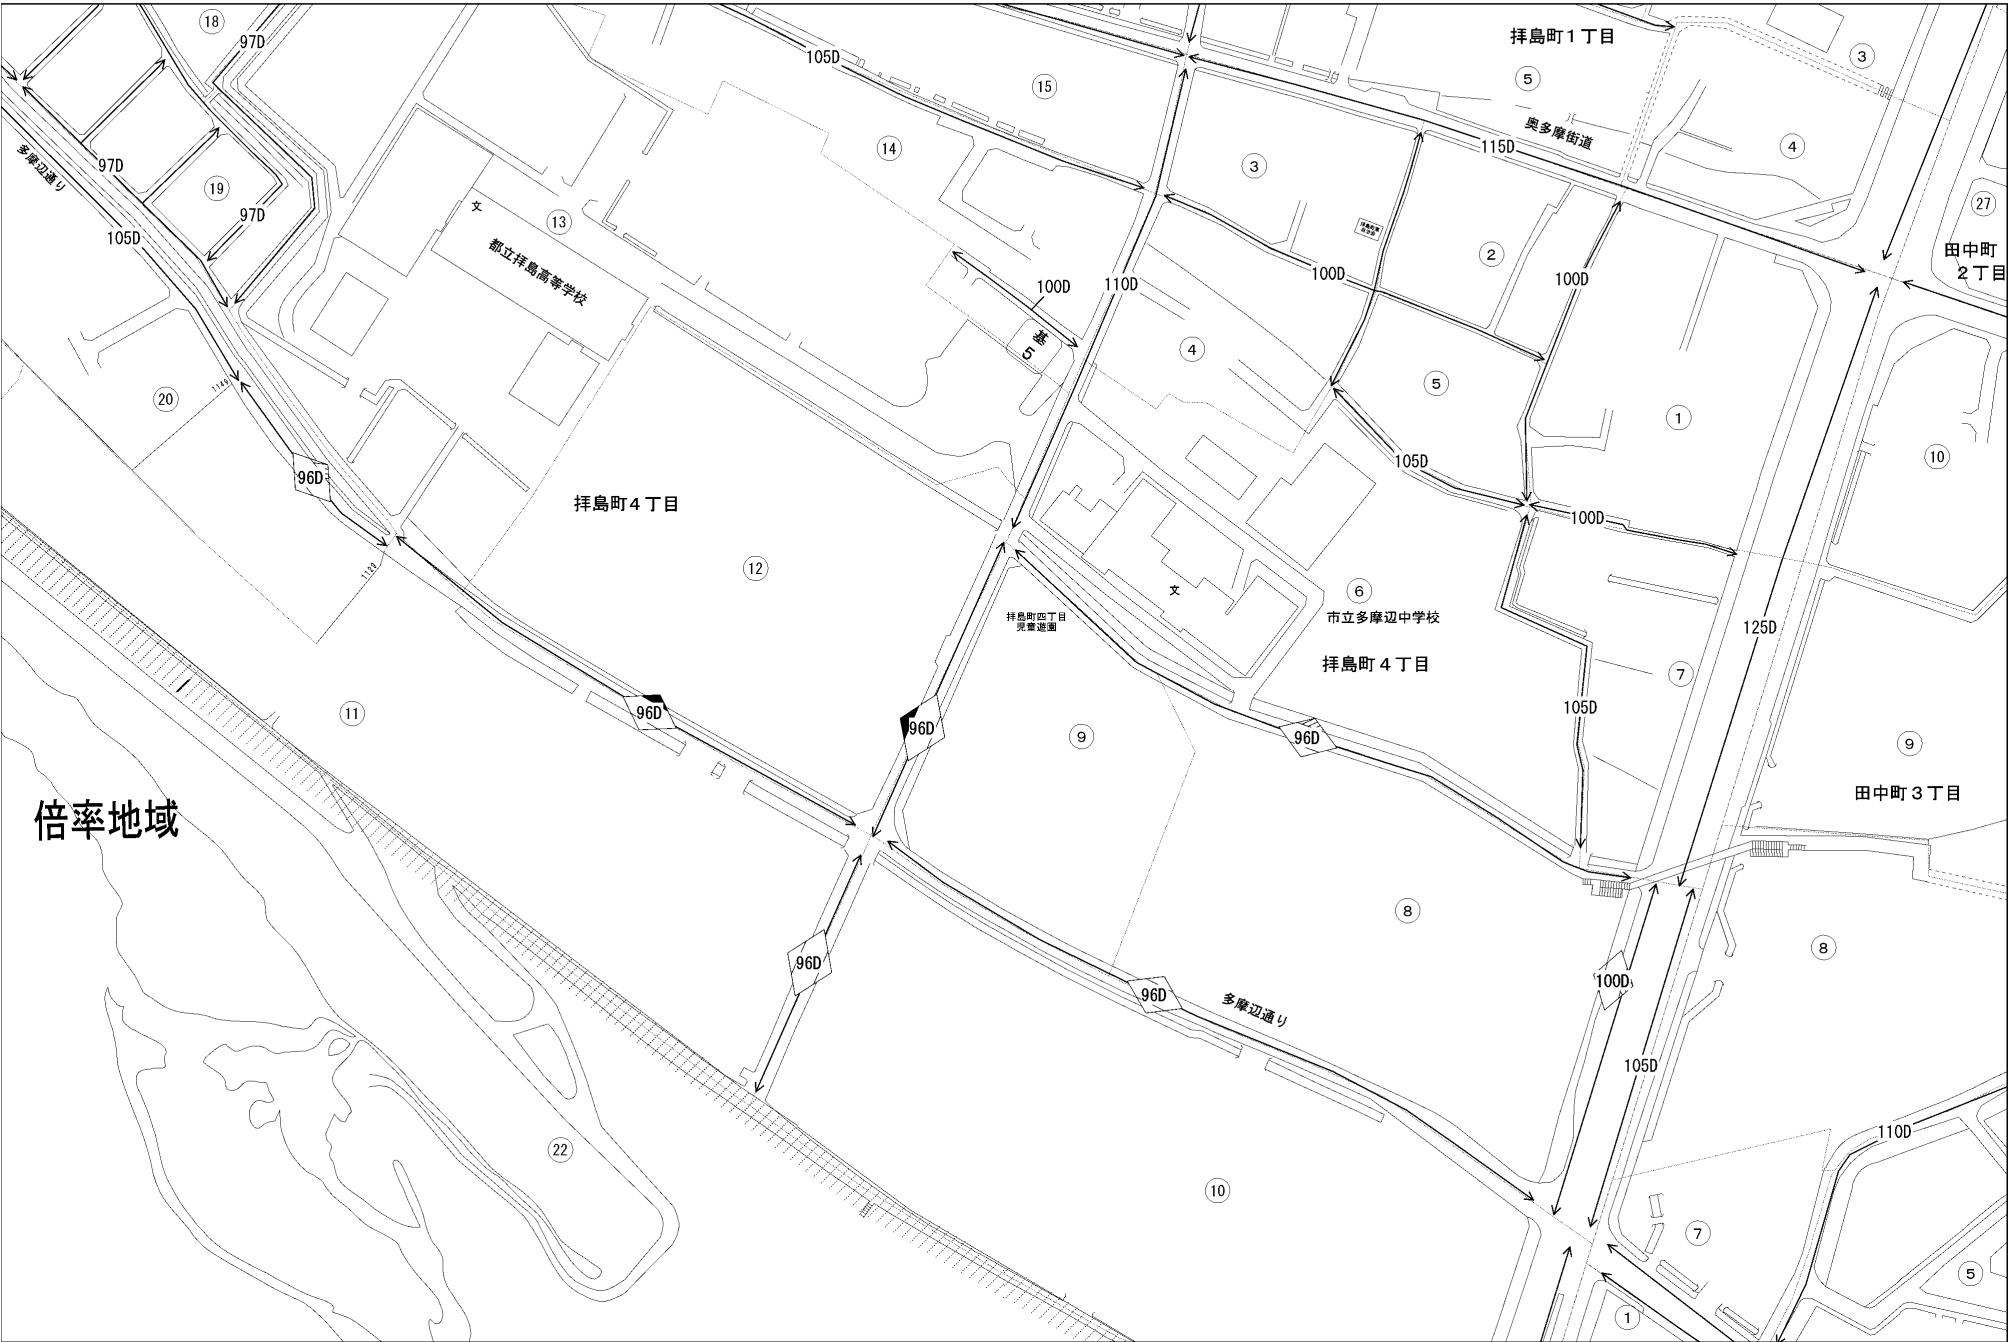 18
97D
105D
拝島町1丁目
3
5
15
奥多摩街道
4
115D
14
3
97D
多摩辺通り
19
97D
文
13
105D
都立拝島高等学校
2
27
田中町
2丁目
100D
100D
110D
100D
基
5
4
5
20
1149
1
10
105D
96D
拝島町4丁目
100D
12
1129
文
6
拝島町四丁目
児童遊園
市立多摩辺中学校
125D
拝島町4丁目
7
11
96D
96D
9
96D
105D
9
田中町3丁目
倍率地域
8
8
96D
100D
96D
多摩辺通り
105D
110D
22
10
7
5
1